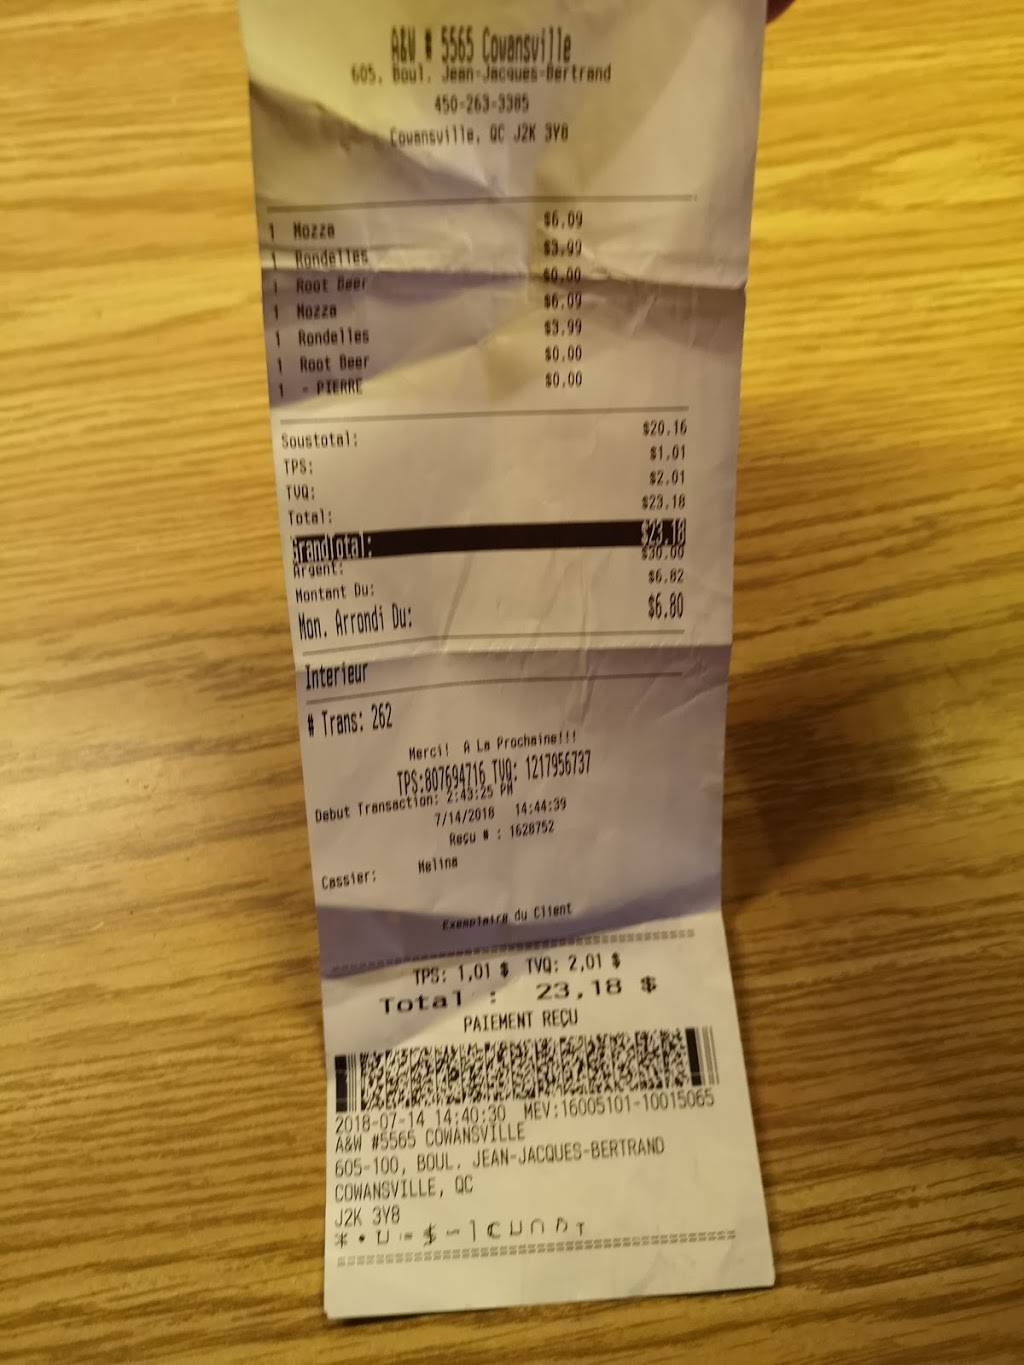 A&W # 5565 Cowansville
605, Boul. Jean-Jacques-Bertrand
450-263-3385
Cowansville, QC J2K 3Y8
1 Mozza $6.09
1 Rondelles $3.99
1 Root Beer $0.00
1 Mozza $6.09
1 Rondelles $3.99
1 Root Beer $0.00
1 - PIERRE $0.00
Soustotal: $20.16
TPS: $1.01
TVQ: $2.01
Total: $23.18
GrandTotal: $23.18
Argent: $30.00
Montant Du: $6.82
Mon. Arrondi Du: $6.80
Interieur
# Trans: 262
Merci! A La Prochaine!!!
TPS:807694716 TVQ: 1217956737
Debut Transaction: 2:43:25 PM
7/14/2018 14:44:39
Reçu # : 1628752
Cassier: Melina
Exemplaire du Client
TPS: 1,01 $ TVQ: 2,01 $
Total : 23,18 $
PAIEMENT REÇU
2018-07-14 14:40:30 MEV:16005101-10015065
A&W #5565 COWANSVILLE
605-100, BOUL. JEAN-JACQUES-BERTRAND
COWANSVILLE, QC
J2K 3Y8